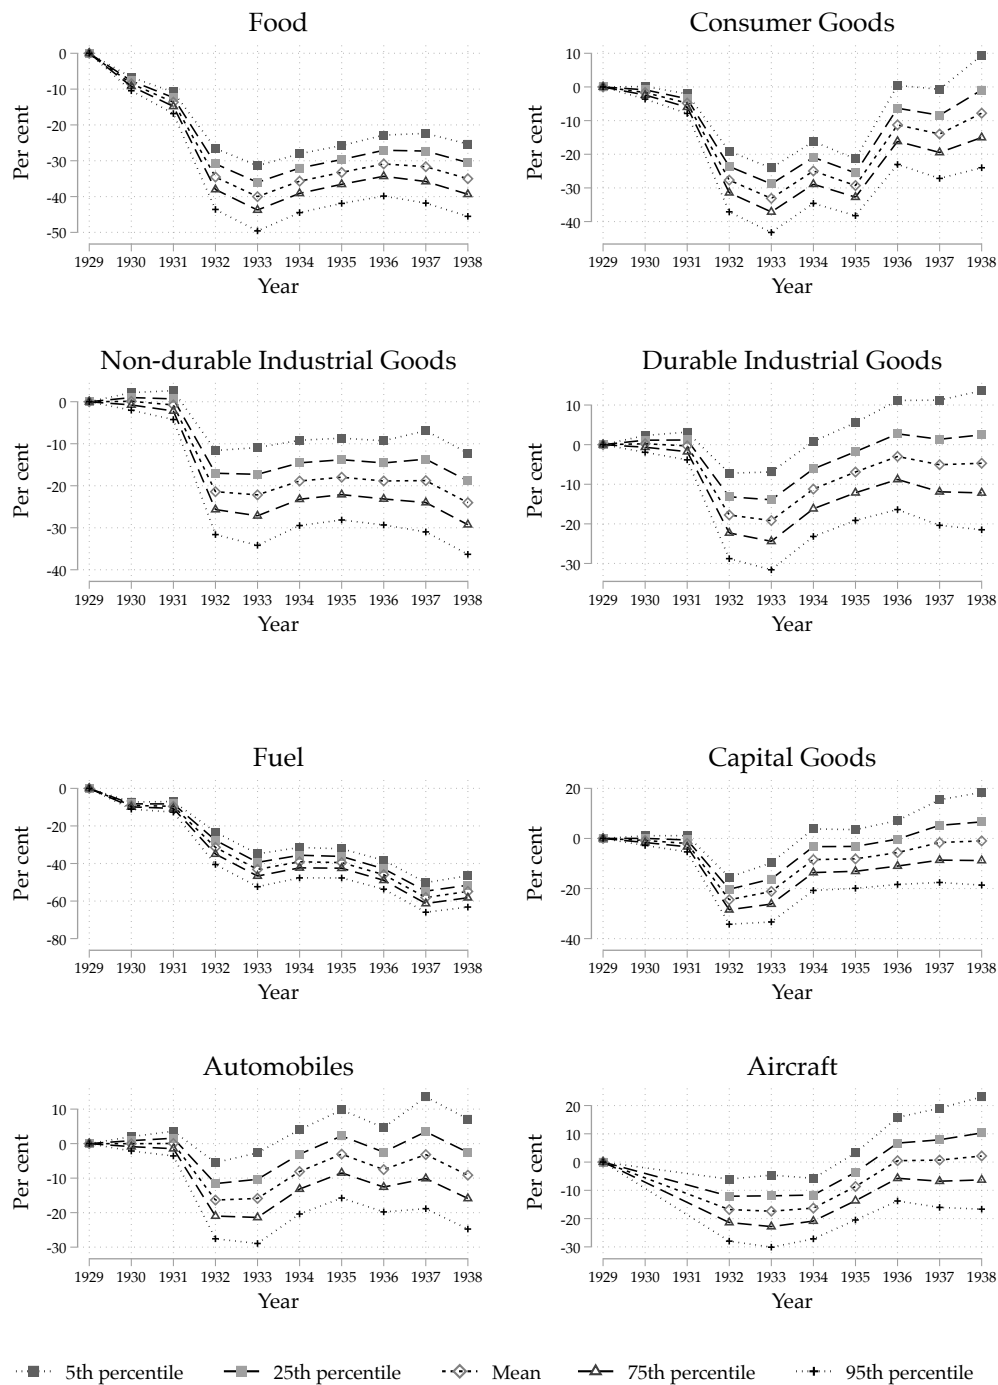 Food
Consumer Goods
Per cent
0
-10
-20
-30
-40
-50
1929 1930 1931 1932 1933 1934 1935 1936 1937 1938
Year
Per cent
10
0
-10
-20
-30
-40
1929 1930 1931 1932 1933 1934 1935 1936 1937 1938
Year
Non-durable Industrial Goods
Durable Industrial Goods
Per cent
0
-10
-20
-30
-40
1929 1930 1931 1932 1933 1934 1935 1936 1937 1938
Year
Per cent
10
0
-10
-20
-30
1929 1930 1931 1932 1933 1934 1935 1936 1937 1938
Year
Fuel
Capital Goods
Per cent
0
-20
-40
-60
-80
1929 1930 1931 1932 1933 1934 1935 1936 1937 1938
Year
Per cent
20
0
-20
-40
1929 1930 1931 1932 1933 1934 1935 1936 1937 1938
Year
Automobiles
Aircraft
Per cent
10
0
-10
-20
-30
1929 1930 1931 1932 1933 1934 1935 1936 1937 1938
Year
Per cent
20
10
0
-10
-20
-30
1929 1930 1931 1932 1933 1934 1935 1936 1937 1938
Year
5th percentile 25th percentile Mean 75th percentile 95th percentile